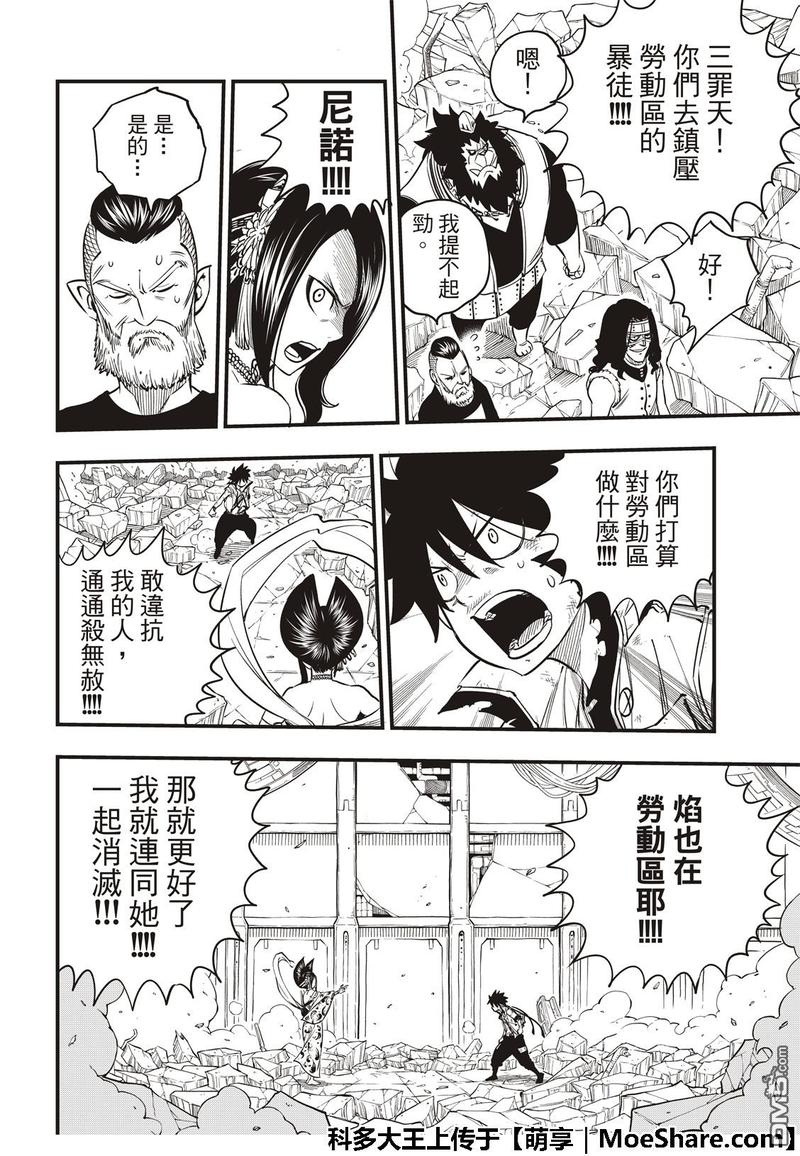 三罪天！
你們去鎮壓
勞動區的
暴徒!!!!
嗯！
好！
我提不起
勁。
尼諾!!!!
是…
是的…
你們打算
對勞動區
做什麼!!!!
敢違抗
我的人，
通通殺無赦!!!!
焰也在
勞動區耶!!!!
那就更好了
我就連同她!!!!
一起消滅!!!
DM5.com
科多大王上传于【萌享｜MoeShare.com】